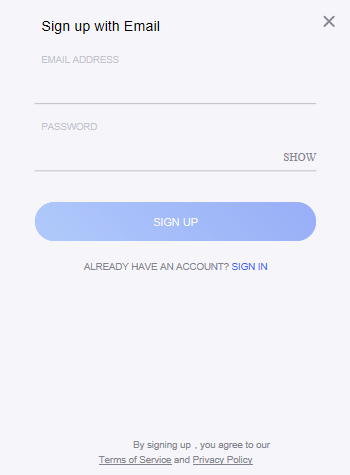 Sign up with Email
EMAIL ADDRESS
PASSWORD
SHOW
SIGN UP
ALREADY HAVE AN ACCOUNT? SIGN IN
By signing up , you agree to our
Terms of Service and Privacy Policy